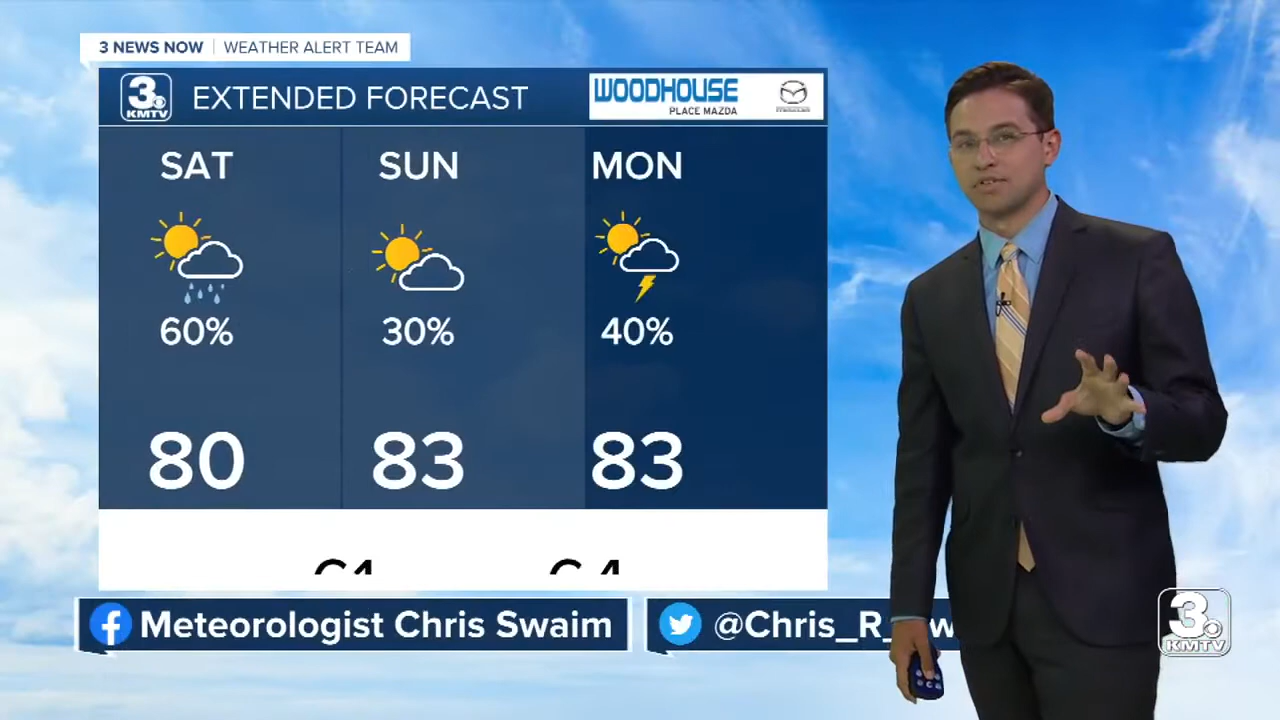 3 NEWS NOW | WEATHER ALERT TEAM
3 KMTV
EXTENDED FORECAST
WOODHOUSE
PLACE MAZDA
SAT SUN MON
60% 30% 40%
80 83 83
Meteorologist Chris Swaim
@Chris_R_
3
KMTV